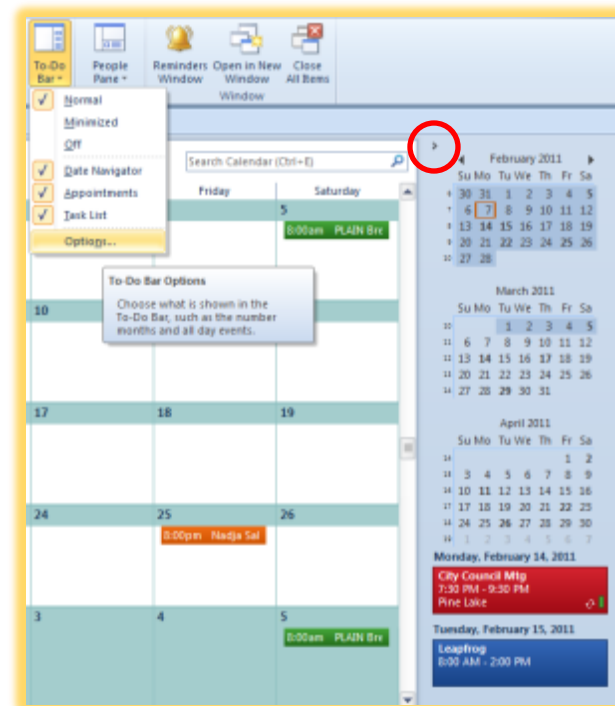 To-Do Bar
People Pane
Reminders Window
Open in New Window
Close All Items
Window
Normal
Minimized
Off
Date Navigator
Appointments
Task List
Options...
To-Do Bar Options
Choose what is shown in the
To-Do Bar, such as the number
months and all day events.
Search Calendar (Ctrl+E)
Friday Saturday
5
8:00am PLAIN Bre
10
17 18 19
24 25 26
8:00pm Nadja Sal
3 4 5
8:00am PLAIN Bre
February 2011
Su Mo Tu We Th Fr Sa
30 31 1 2 3 4 5
6 7 8 9 10 11 12
13 14 15 16 17 18 19
20 21 22 23 24 25 26
27 28
March 2011
Su Mo Tu We Th Fr Sa
1 2 3 4 5
6 7 8 9 10 11 12
13 14 15 16 17 18 19
20 21 22 23 24 25 26
27 28 29 30 31
April 2011
Su Mo Tu We Th Fr Sa
1 2
3 4 5 6 7 8 9
10 11 12 13 14 15 16
17 18 19 20 21 22 23
24 25 26 27 28 29 30
1 2 3 4 5 6 7
Monday, February 14, 2011
City Council Mtg
7:30 PM - 9:30 PM
Pine Lake
Tuesday, February 15, 2011
Leapfrog
8:00 AM - 2:00 PM